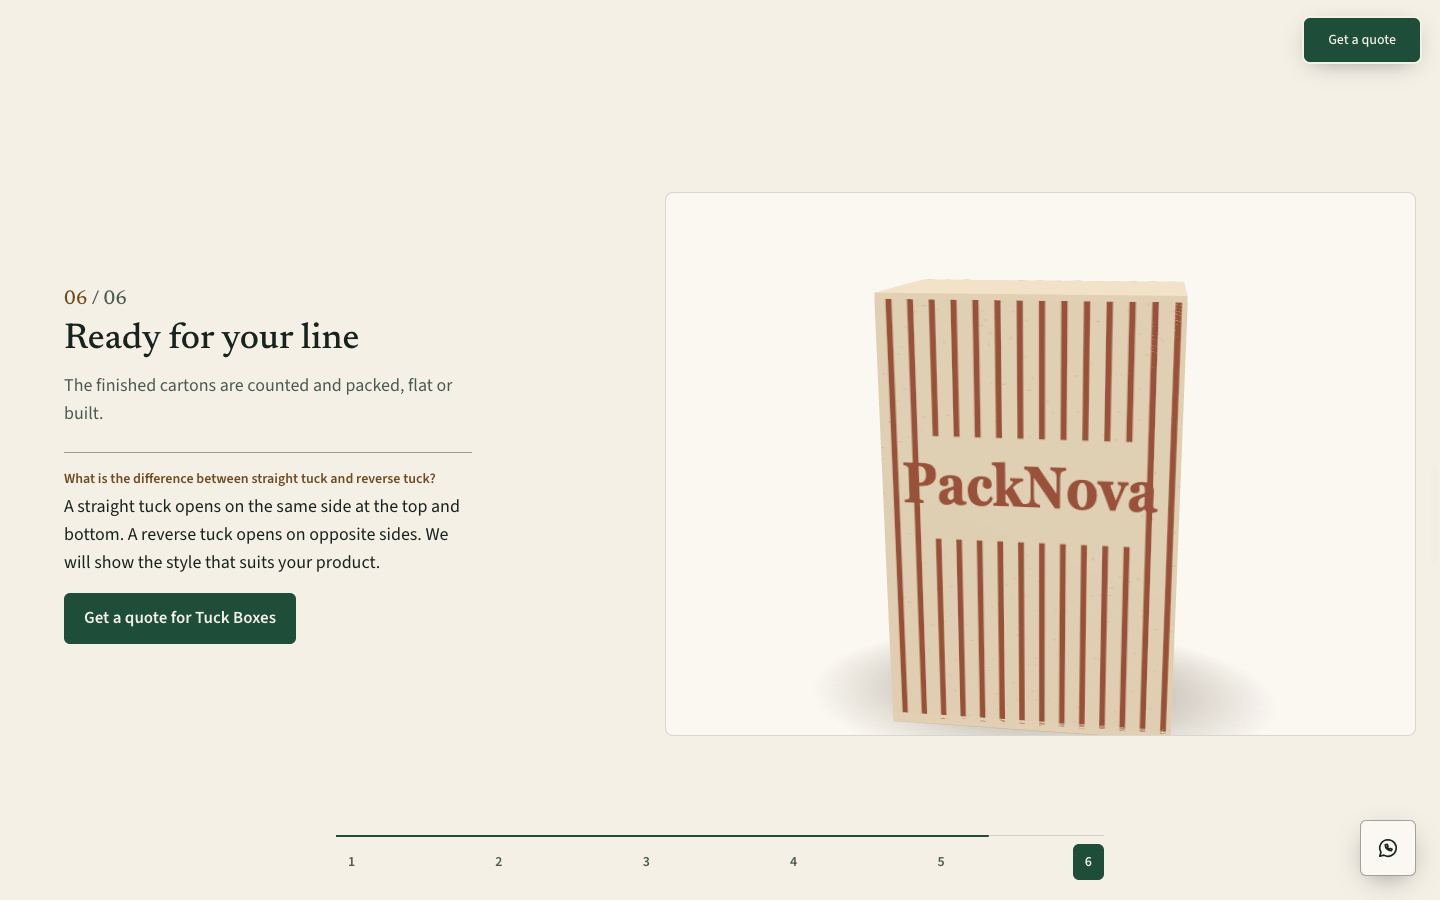 Get a quote
06 / 06
Ready for your line
The finished cartons are counted and packed, flat or
built.
What is the difference between straight tuck and reverse tuck?
A straight tuck opens on the same side at the top and
bottom. A reverse tuck opens on opposite sides. We
will show the style that suits your product.
Get a quote for Tuck Boxes
PackNova
1
2
3
4
5
6